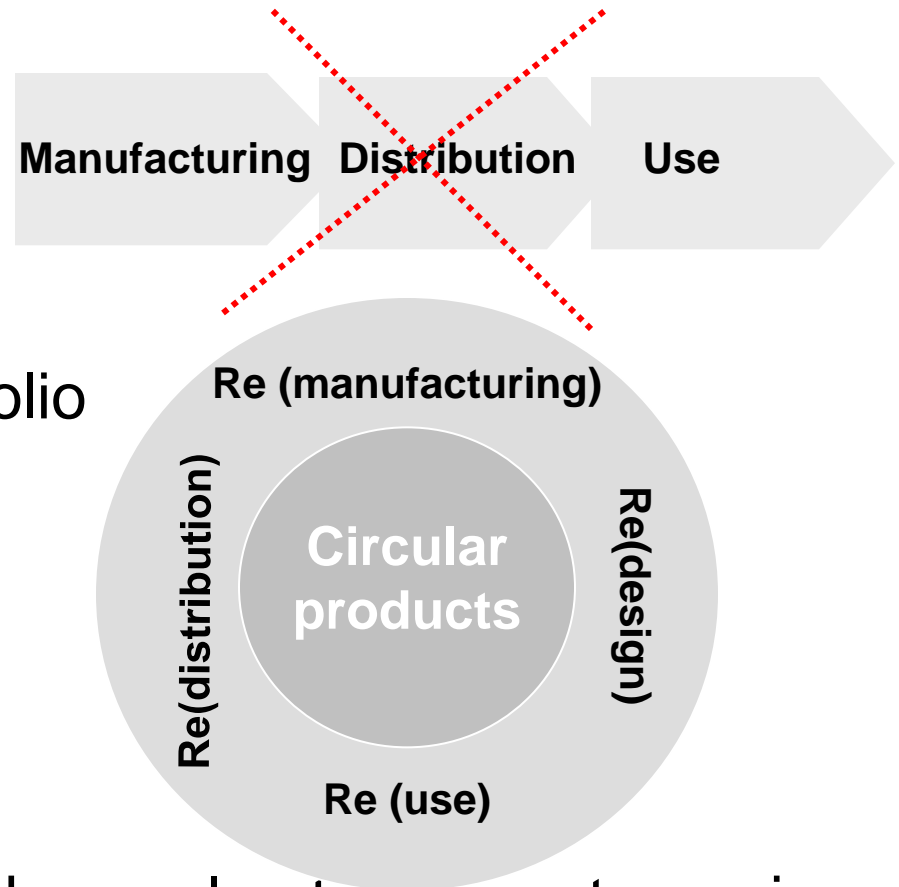 Manufacturing Distribution Use
olio
Re (manufacturing)
Re(distribution)
Circular
products
Re(design)
Re (use)